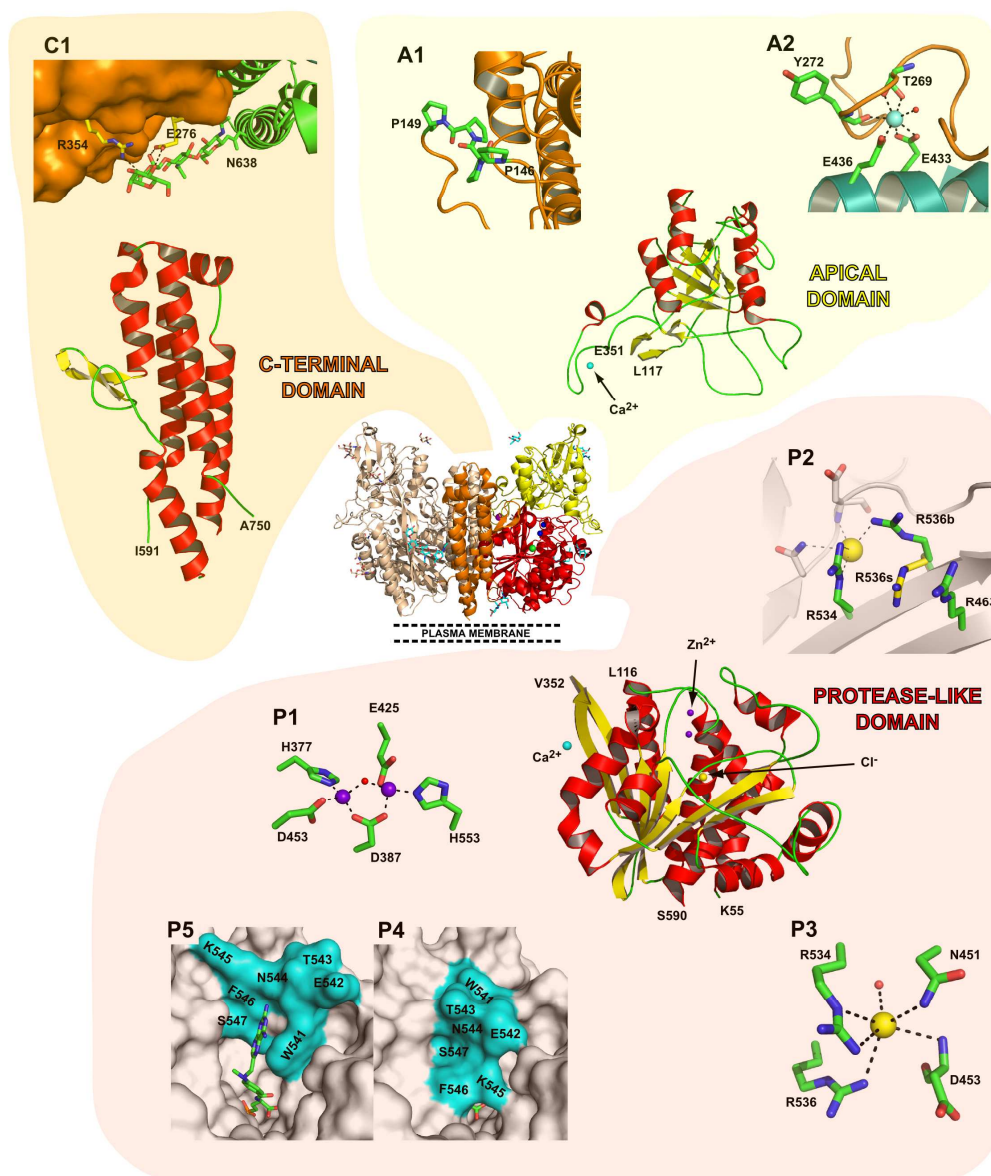 C1
R354
E276
N638
C-TERMINAL
DOMAIN
I591
A750
A1
P149
P146
A2
Y272
T269
E436
E433
APICAL
DOMAIN
E351
L117
Ca²⁺
PLASMA MEMBRANE
P2
R536b
R536s
R534
R463
PROTEASE-LIKE
DOMAIN
Zn²⁺
V352
L116
Ca²⁺
Cl⁻
S590
K55
P1
E425
H377
D453
D387
H553
P5
K545
T543
N544
E542
F546
S547
W541
P4
W541
T543
N544
E542
S547
F546
K545
P3
R534
N451
R536
D453